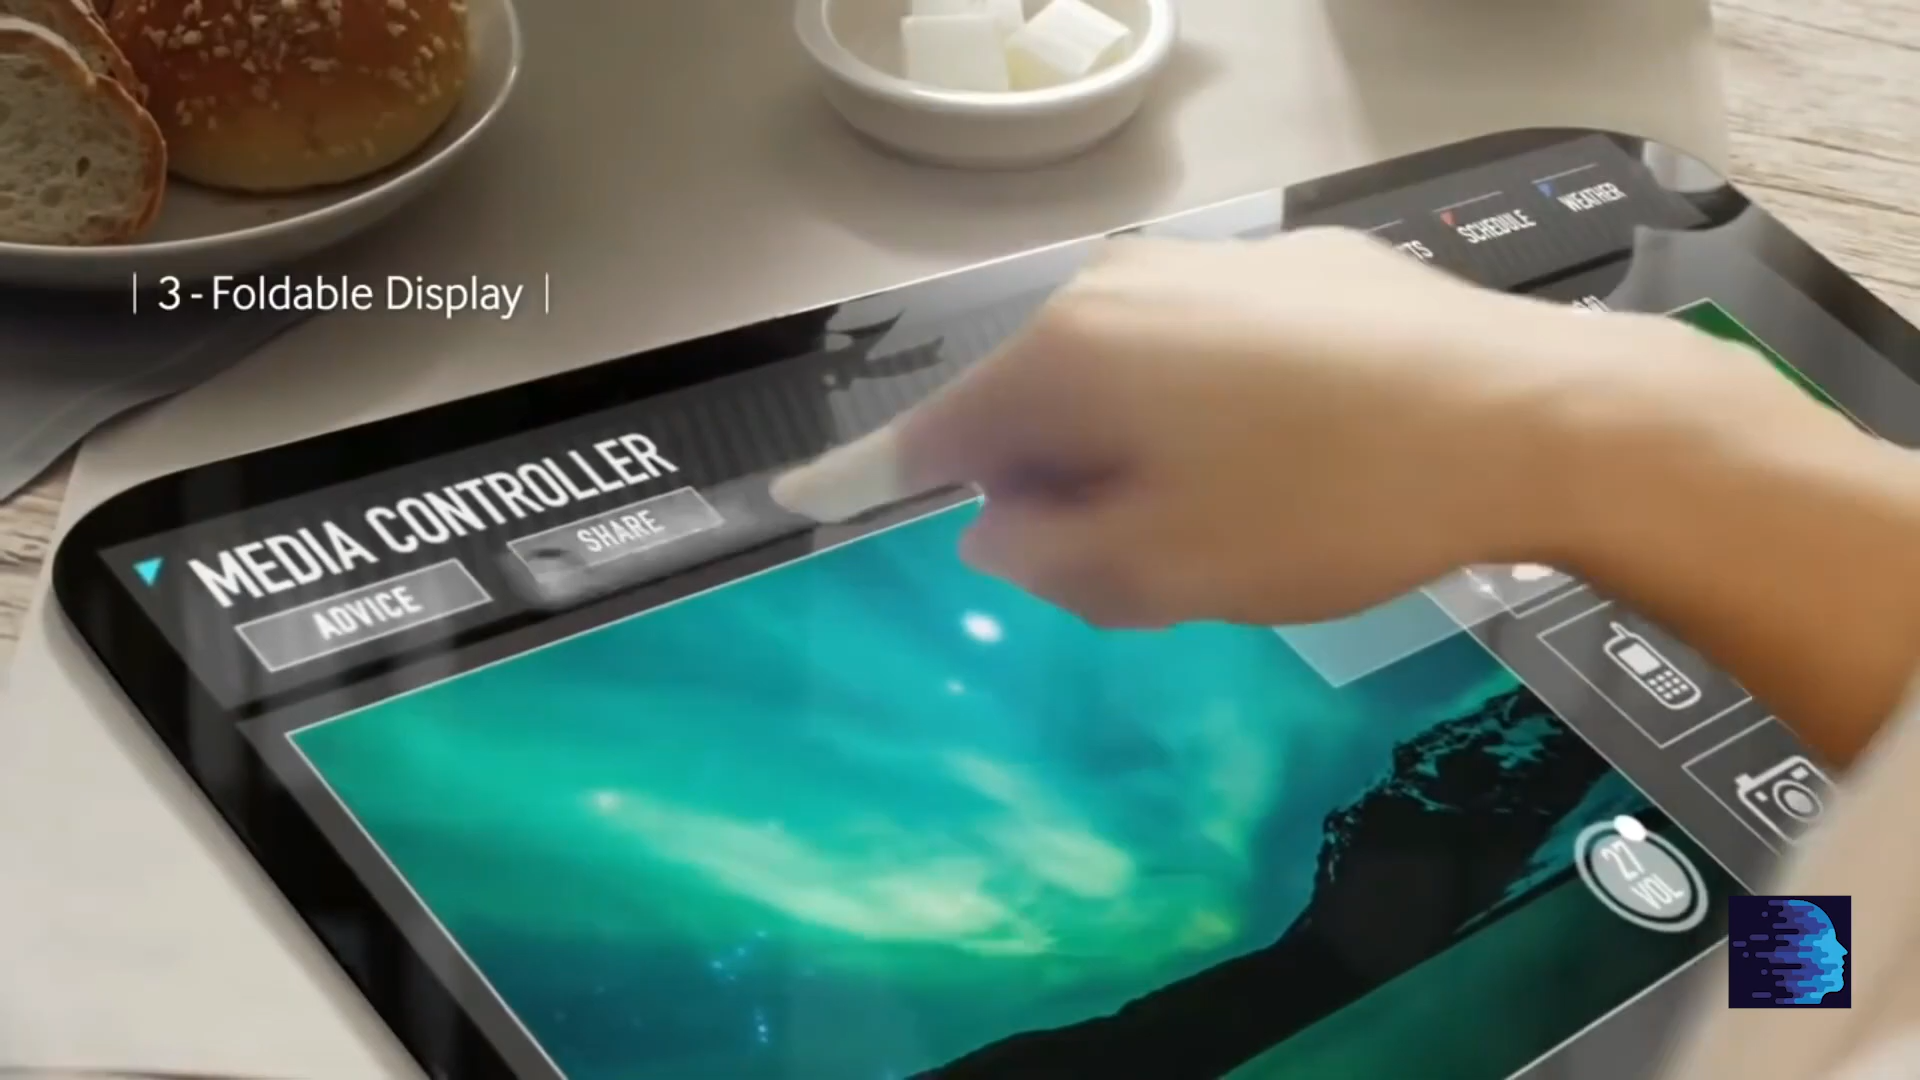 WEATHER
SCHEDULE
| 3 - Foldable Display |
MEDIA CONTROLLER
SHARE
ADVICE
27
VOL